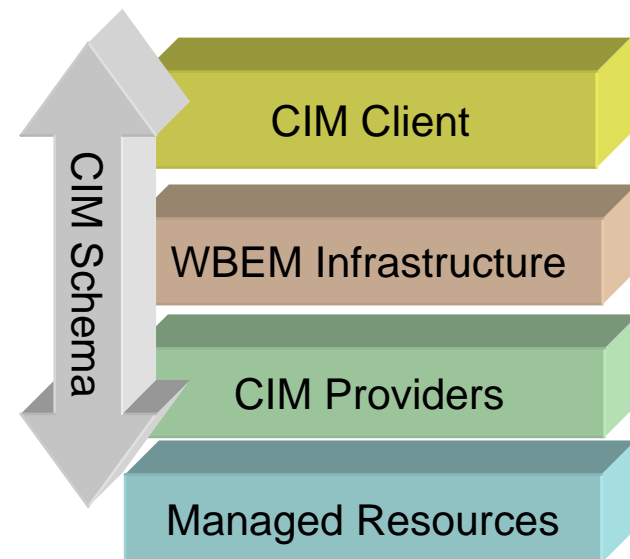 CIM Schema
CIM Client
WBEM Infrastructure
CIM Providers
Managed Resources